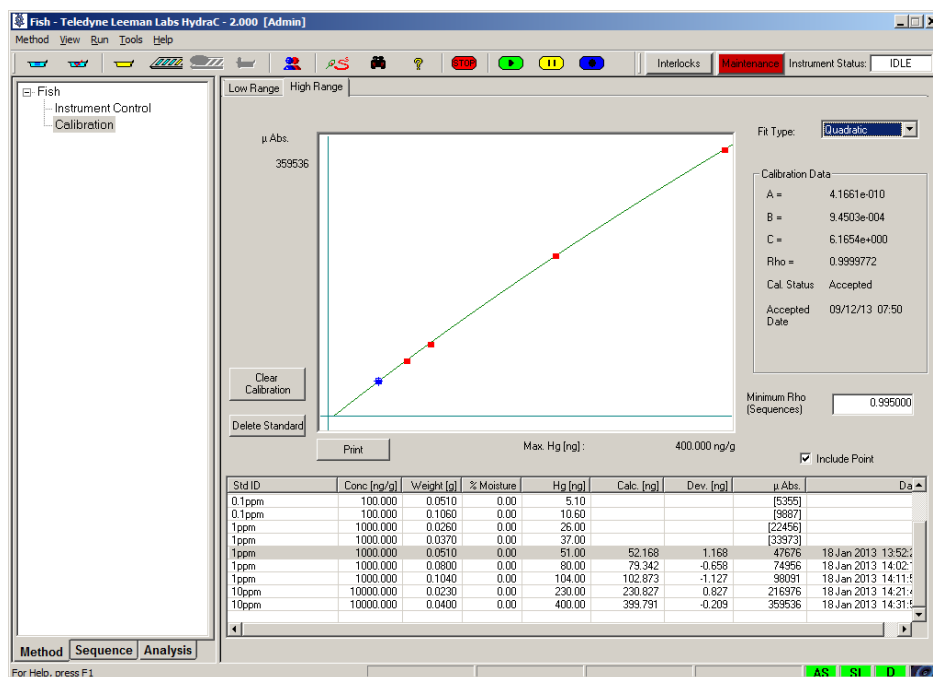 Fish - Teledyne Leeman Labs HydraC - 2.000 [Admin]
Method View Run Tools Help
STOP Interlocks Maintenance Instrument Status: IDLE
Fish
Instrument Control
Calibration
Low Range High Range
µ Abs.
359536
Fit Type: Quadratic
Calibration Data
A = 4.1661e-010
B = 9.4503e-004
C = 6.1654e+000
Rho = 0.9999772
Cal. Status Accepted
Accepted Date 09/12/13 07:50
Clear Calibration
Delete Standard
Minimum Rho (Sequences) 0.995000
Print
Max. Hg [ng] : 400.000 ng/g
Include Point
Std ID Conc [ng/g] Weight [g] % Moisture Hg [ng] Calc. [ng] Dev. [ng] µ Abs. Da
0.1ppm 100.000 0.0510 0.00 5.10 [5355]
0.1ppm 100.000 0.1060 0.00 10.60 [9887]
1ppm 1000.000 0.0260 0.00 26.00 [22456]
1ppm 1000.000 0.0370 0.00 37.00 [33973]
1ppm 1000.000 0.0510 0.00 51.00 52.168 1.168 47676 18 Jan 2013 13:52:2
1ppm 1000.000 0.0800 0.00 80.00 79.342 -0.658 74956 18 Jan 2013 14:02:
1ppm 1000.000 0.1040 0.00 104.00 102.873 -1.127 98091 18 Jan 2013 14:11:5
10ppm 10000.000 0.0230 0.00 230.00 230.827 0.827 216976 18 Jan 2013 14:21:
10ppm 10000.000 0.0400 0.00 400.00 399.791 -0.209 359536 18 Jan 2013 14:31:5
Method Sequence Analysis
For Help, press F1
AS SI D